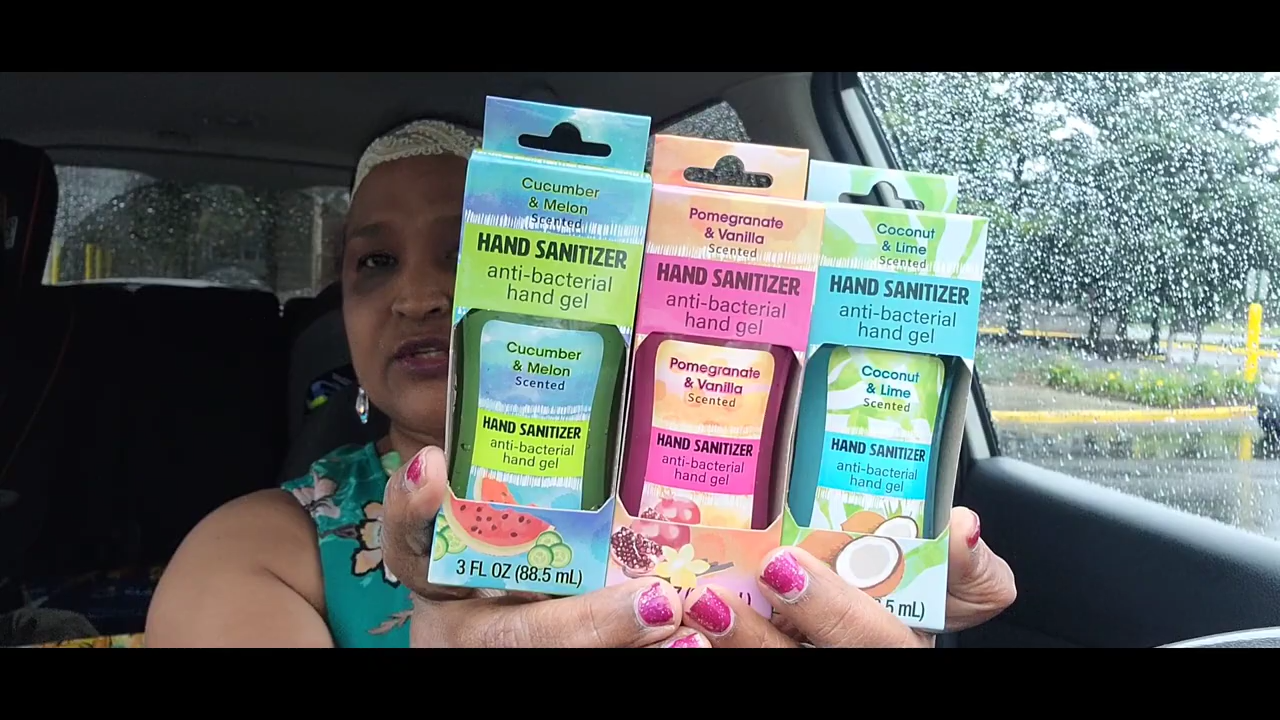 Cucumber
& Melon
Scented
HAND SANITIZER
anti-bacterial
hand gel
Cucumber
& Melon
Scented
HAND SANITIZER
anti-bacterial
hand gel
3 FL OZ (88.5 mL)
Pomegranate
& Vanilla
Scented
HAND SANITIZER
anti-bacterial
hand gel
Pomegranate
& Vanilla
Scented
HAND SANITIZER
anti-bacterial
hand gel
Coconut
& Lime
Scented
HAND SANITIZER
anti-bacterial
hand gel
Coconut
& Lime
Scented
HAND SANITIZER
anti-bacterial
hand gel
5 mL)